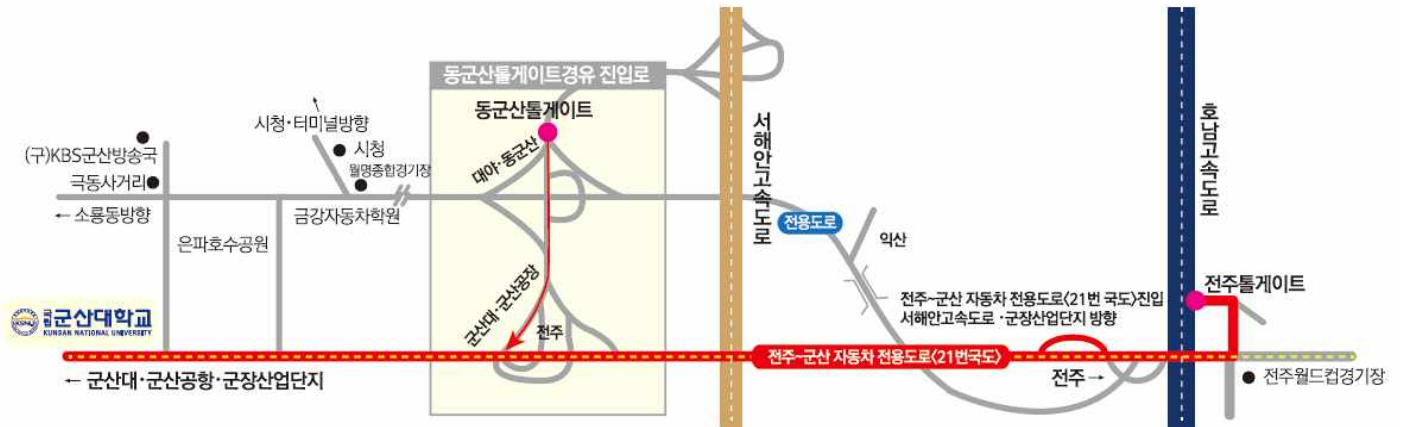 동군산톨게이트경유 진입로
동군산톨게이트
대야·동군산
군산대·군산공장
전주
시청·터미널방향
시청
월명종합경기장
(구)KBS군산방송국
극동사거리
← 소룡동방향
금강자동차학원
은파호수공원
국립군산대학교
KUNSAN NATIONAL UNIVERSITY
← 군산대·군산공항·군장산업단지
서해안고속도로
전용도로
익산
호남고속도로
전주톨게이트
전주~군산 자동차 전용도로<21번 국도>진입
서해안고속도로 ·군장산업단지 방향
전주~군산 자동차 전용도로<21번국도>
전주 →
전주월드컵경기장